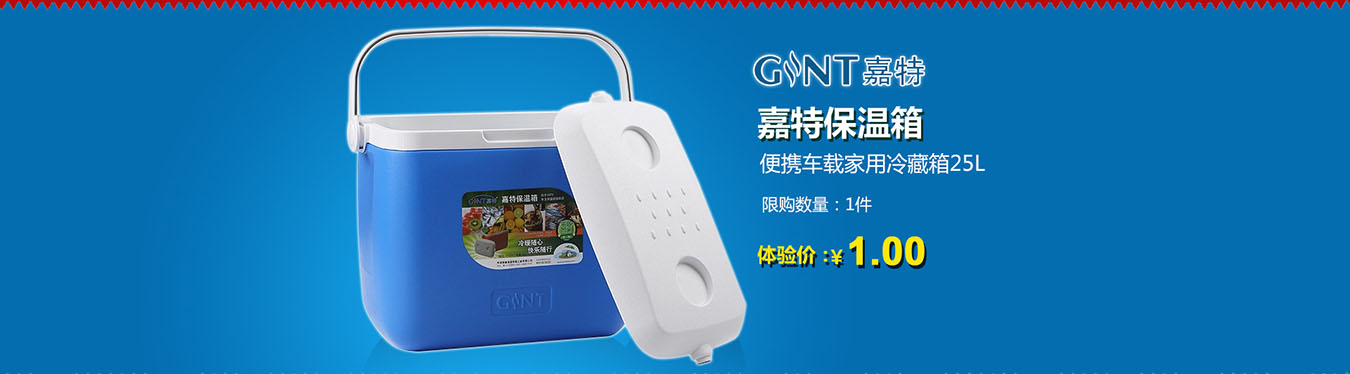 GINT嘉特
嘉特保温箱
便携车载家用冷藏箱25L
限购数量：1件
体验价：¥ 1.00
GINT嘉特
嘉特保温箱
冷暖随心
快乐随行
GINT